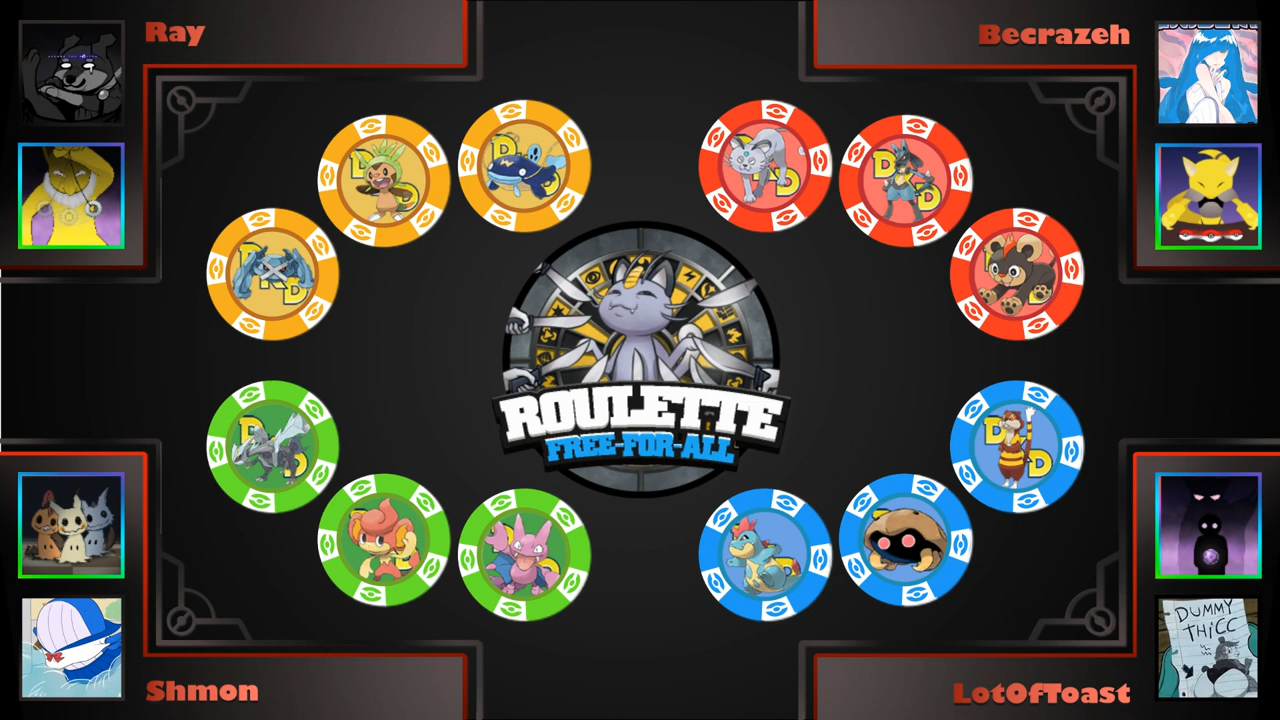 Ray
Becrazeh
ROULETTE
FREE-FOR-ALL
DUMMY
THICC
Shmon
LotOfToast